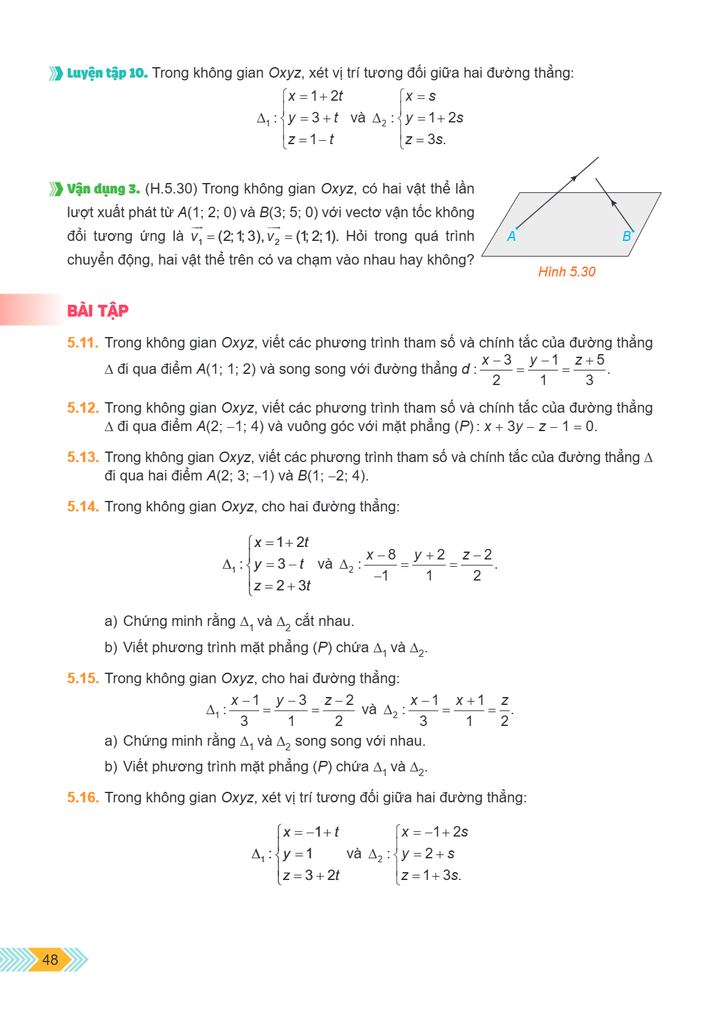 Luyện tập 10. Trong không gian Oxyz, xét vị trí tương đối giữa hai đường thẳng:
Δ₁ : { x = 1 + 2t ; y = 3 + t ; z = 1 − t và Δ₂ : { x = s ; y = 1 + 2s ; z = 3s.
Vận dụng 3. (H.5.30) Trong không gian Oxyz, có hai vật thể lần
lượt xuất phát từ A(1; 2; 0) và B(3; 5; 0) với vectơ vận tốc không
đổi tương ứng là v₁ = (2; 1; 3), v₂ = (1; 2; 1). Hỏi trong quá trình
chuyển động, hai vật thể trên có va chạm vào nhau hay không?
A
B
Hình 5.30
BÀI TẬP
5.11. Trong không gian Oxyz, viết các phương trình tham số và chính tắc của đường thẳng
Δ đi qua điểm A(1; 1; 2) và song song với đường thẳng d : (x − 3)/2 = (y − 1)/1 = (z + 5)/3.
5.12. Trong không gian Oxyz, viết các phương trình tham số và chính tắc của đường thẳng
Δ đi qua điểm A(2; −1; 4) và vuông góc với mặt phẳng (P) : x + 3y − z − 1 = 0.
5.13. Trong không gian Oxyz, viết các phương trình tham số và chính tắc của đường thẳng Δ
đi qua hai điểm A(2; 3; −1) và B(1; −2; 4).
5.14. Trong không gian Oxyz, cho hai đường thẳng:
Δ₁ : { x = 1 + 2t ; y = 3 − t ; z = 2 + 3t và Δ₂ : (x − 8)/−1 = (y + 2)/1 = (z − 2)/2.
a) Chứng minh rằng Δ₁ và Δ₂ cắt nhau.
b) Viết phương trình mặt phẳng (P) chứa Δ₁ và Δ₂.
5.15. Trong không gian Oxyz, cho hai đường thẳng:
Δ₁ : (x − 1)/3 = (y − 3)/1 = (z − 2)/2 và Δ₂ : (x − 1)/3 = (x + 1)/1 = z/2.
a) Chứng minh rằng Δ₁ và Δ₂ song song với nhau.
b) Viết phương trình mặt phẳng (P) chứa Δ₁ và Δ₂.
5.16. Trong không gian Oxyz, xét vị trí tương đối giữa hai đường thẳng:
Δ₁ : { x = −1 + t ; y = 1 ; z = 3 + 2t và Δ₂ : { x = −1 + 2s ; y = 2 + s ; z = 1 + 3s.
48